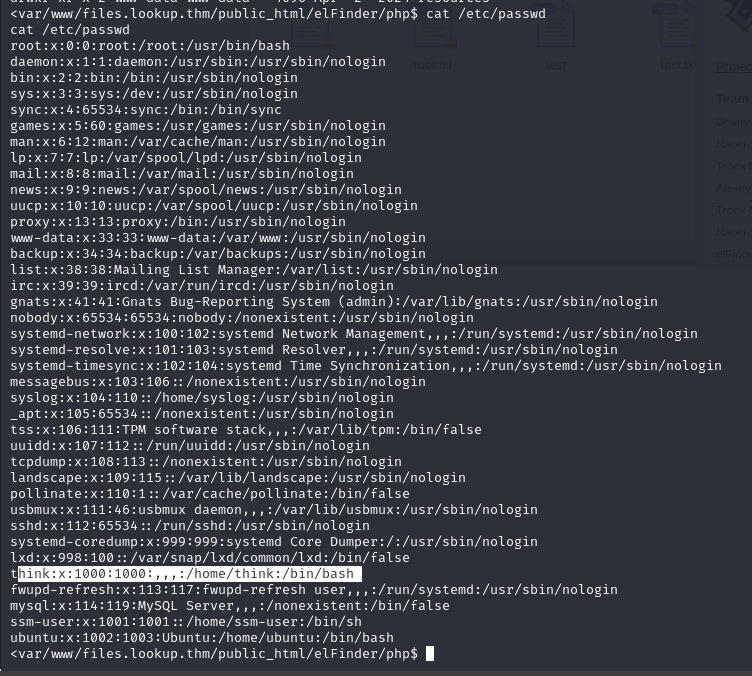 <var/www/files.lookup.thm/public_html/elFinder/php$ cat /etc/passwd
cat /etc/passwd
root:x:0:0:root:/root:/usr/bin/bash
daemon:x:1:1:daemon:/usr/sbin:/usr/sbin/nologin
bin:x:2:2:bin:/bin:/usr/sbin/nologin
sys:x:3:3:sys:/dev:/usr/sbin/nologin
sync:x:4:65534:sync:/bin:/bin/sync
games:x:5:60:games:/usr/games:/usr/sbin/nologin
man:x:6:12:man:/var/cache/man:/usr/sbin/nologin
lp:x:7:7:lp:/var/spool/lpd:/usr/sbin/nologin
mail:x:8:8:mail:/var/mail:/usr/sbin/nologin
news:x:9:9:news:/var/spool/news:/usr/sbin/nologin
uucp:x:10:10:uucp:/var/spool/uucp:/usr/sbin/nologin
proxy:x:13:13:proxy:/bin:/usr/sbin/nologin
www-data:x:33:33:www-data:/var/www:/usr/sbin/nologin
backup:x:34:34:backup:/var/backups:/usr/sbin/nologin
list:x:38:38:Mailing List Manager:/var/list:/usr/sbin/nologin
irc:x:39:39:ircd:/var/run/ircd:/usr/sbin/nologin
gnats:x:41:41:Gnats Bug-Reporting System (admin):/var/lib/gnats:/usr/sbin/nologin
nobody:x:65534:65534:nobody:/nonexistent:/usr/sbin/nologin
systemd-network:x:100:102:systemd Network Management,,,:/run/systemd:/usr/sbin/nologin
systemd-resolve:x:101:103:systemd Resolver,,,:/run/systemd:/usr/sbin/nologin
systemd-timesync:x:102:104:systemd Time Synchronization,,,:/run/systemd:/usr/sbin/nologin
messagebus:x:103:106::/nonexistent:/usr/sbin/nologin
syslog:x:104:110::/home/syslog:/usr/sbin/nologin
_apt:x:105:65534::/nonexistent:/usr/sbin/nologin
tss:x:106:111:TPM software stack,,,:/var/lib/tpm:/bin/false
uuidd:x:107:112::/run/uuidd:/usr/sbin/nologin
tcpdump:x:108:113::/nonexistent:/usr/sbin/nologin
landscape:x:109:115::/var/lib/landscape:/usr/sbin/nologin
pollinate:x:110:1::/var/cache/pollinate:/bin/false
usbmux:x:111:46:usbmux daemon,,,:/var/lib/usbmux:/usr/sbin/nologin
sshd:x:112:65534::/run/sshd:/usr/sbin/nologin
systemd-coredump:x:999:999:systemd Core Dumper:/:/usr/sbin/nologin
lxd:x:998:100::/var/snap/lxd/common/lxd:/bin/false
think:x:1000:1000:,,,:/home/think:/bin/bash
fwupd-refresh:x:113:117:fwupd-refresh user,,,:/run/systemd:/usr/sbin/nologin
mysql:x:114:119:MySQL Server,,,:/nonexistent:/bin/false
ssm-user:x:1001:1001::/home/ssm-user:/bin/sh
ubuntu:x:1002:1003:Ubuntu:/home/ubuntu:/bin/bash
<var/www/files.lookup.thm/public_html/elFinder/php$
root.txt
test
Team